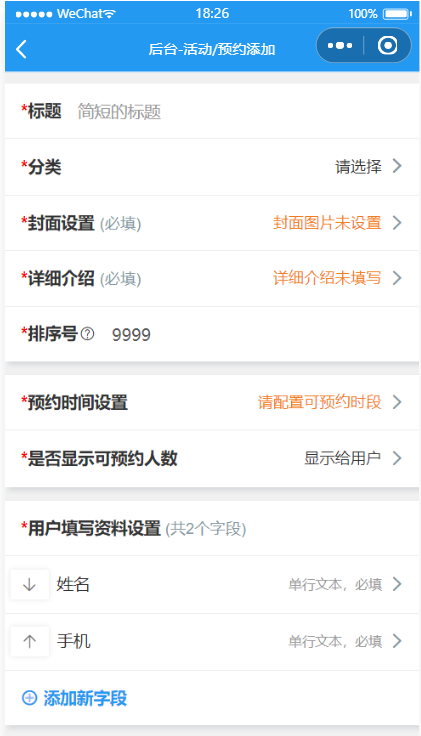 WeChat 18:26 100%
后台-活动/预约添加
*标题 简短的标题
*分类 请选择
*封面设置 (必填) 封面图片未设置
*详细介绍 (必填) 详细介绍未填写
*排序号 9999
*预约时间设置 请配置可预约时段
*是否显示可预约人数 显示给用户
*用户填写资料设置 (共2个字段)
姓名 单行文本，必填
手机 单行文本，必填
添加新字段